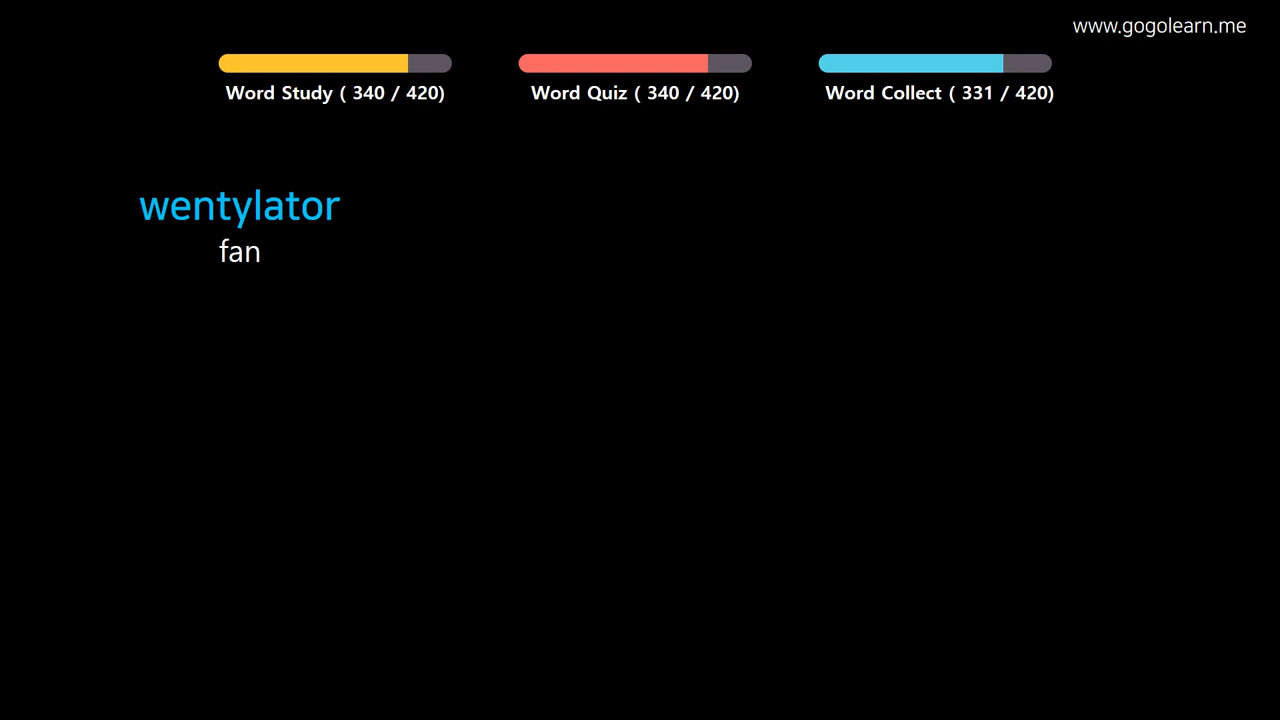 www.gogolearn.me
Word Study ( 340 / 420)
Word Quiz ( 340 / 420)
Word Collect ( 331 / 420)
wentylator
fan